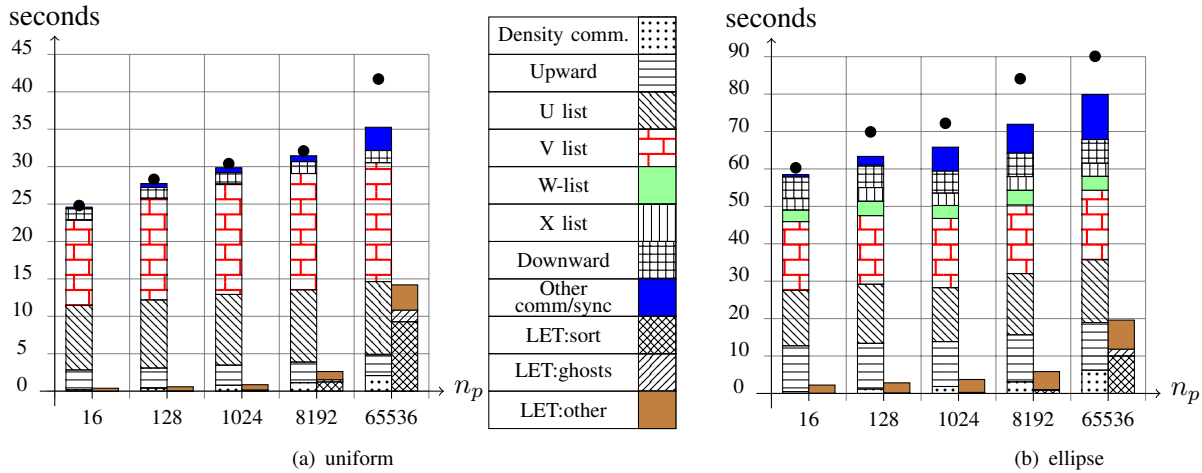 seconds
45
40
35
30
25
20
15
10
5
0
16 128 1024 8192 65536
n_p
(a) uniform
Density comm.
Upward
U list
V list
W-list
X list
Downward
Other
comm/sync
LET:sort
LET:ghosts
LET:other
seconds
90
80
70
60
50
40
30
20
10
0
16 128 1024 8192 65536
n_p
(b) ellipse